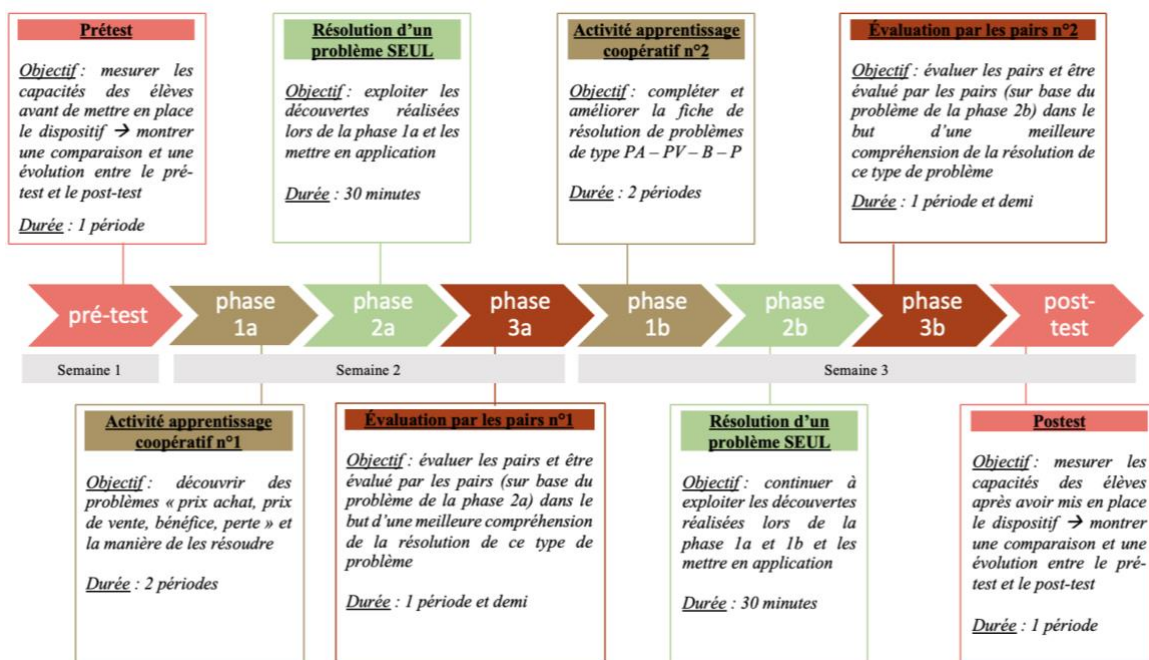 Prétest
Objectif : mesurer les
capacités des élèves
avant de mettre en place
le dispositif → montrer
une comparaison et une
évolution entre le pré-
test et le post-test
Durée : 1 période
Résolution d'un
problème SEUL
Objectif : exploiter les
découvertes réalisées
lors de la phase 1a et les
mettre en application
Durée : 30 minutes
Activité apprentissage
coopératif n°2
Objectif : compléter et
améliorer la fiche de
résolution de problèmes
de type PA – PV – B – P
Durée : 2 périodes
Évaluation par les pairs n°2
Objectif : évaluer les pairs et être
évalué par les pairs (sur base du
problème de la phase 2b) dans le
but d'une meilleure
compréhension de la résolution de
ce type de problème
Durée : 1 période et demi
pré-test
phase
1a
phase
2a
phase
3a
phase
1b
phase
2b
phase
3b
post-
test
Semaine 1
Semaine 2
Semaine 3
Activité apprentissage
coopératif n°1
Objectif : découvrir des
problèmes « prix achat, prix
de vente, bénéfice, perte » et
la manière de les résoudre
Durée : 2 périodes
Évaluation par les pairs n°1
Objectif : évaluer les pairs et être
évalué par les pairs (sur base du
problème de la phase 2a) dans le
but d'une meilleure compréhension
de la résolution de ce type de
problème
Durée : 1 période et demi
Résolution d'un
problème SEUL
Objectif : continuer à
exploiter les découvertes
réalisées lors de la
phase 1a et 1b et les
mettre en application
Durée : 30 minutes
Postest
Objectif : mesurer les
capacités des élèves
après avoir mis en place
le dispositif → montrer
une comparaison et une
évolution entre le pré-
test et le post-test
Durée : 1 période